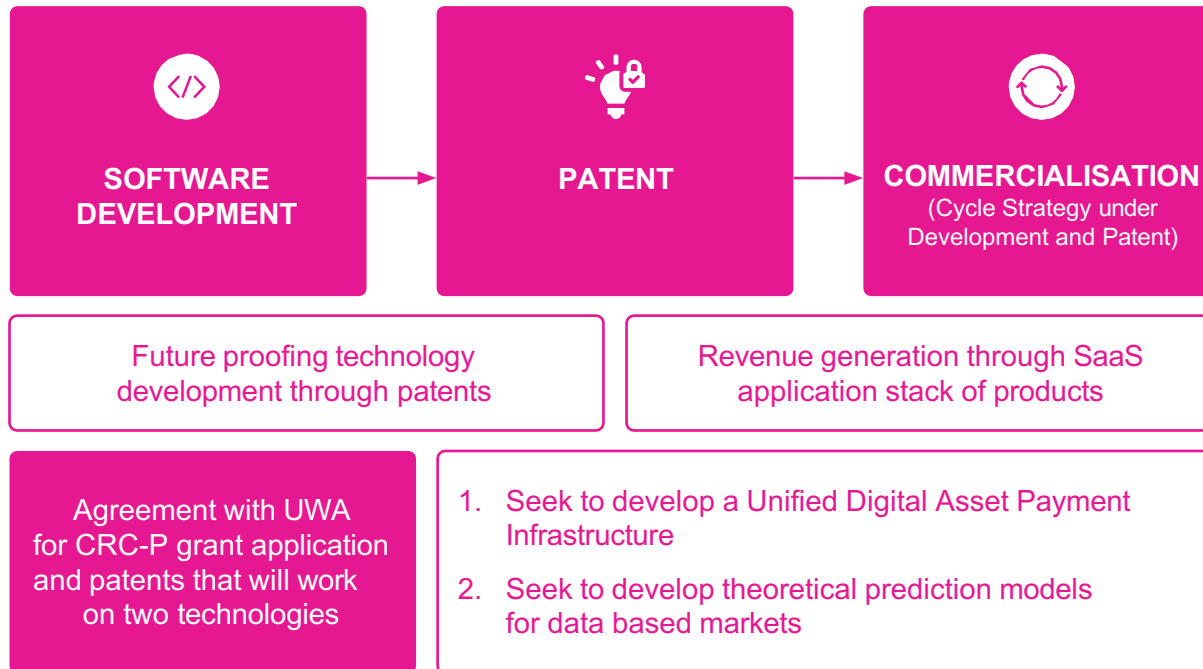 </>
SOFTWARE
DEVELOPMENT
PATENT
COMMERCIALISATION
(Cycle Strategy under
Development and Patent)
Future proofing technology
development through patents
Revenue generation through SaaS
application stack of products
Agreement with UWA
for CRC-P grant application
and patents that will work
on two technologies
1. Seek to develop a Unified Digital Asset Payment
Infrastructure
2. Seek to develop theoretical prediction models
for data based markets